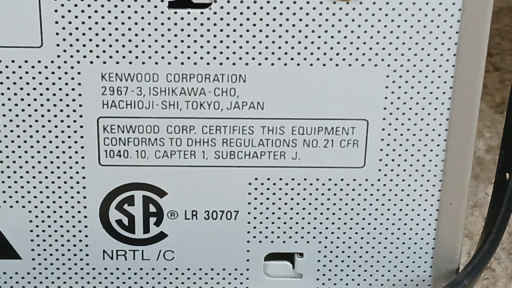 KENWOOD CORPORATION
2967-3, ISHIKAWA-CHO,
HACHIOJI-SHI, TOKYO, JAPAN
KENWOOD CORP. CERTIFIES THIS EQUIPMENT
CONFORMS TO DHHS REGULATIONS NO. 21 CFR
1040. 10, CAPTER 1, SUBCHAPTER J.
SA ® LR 30707
NRTL /C